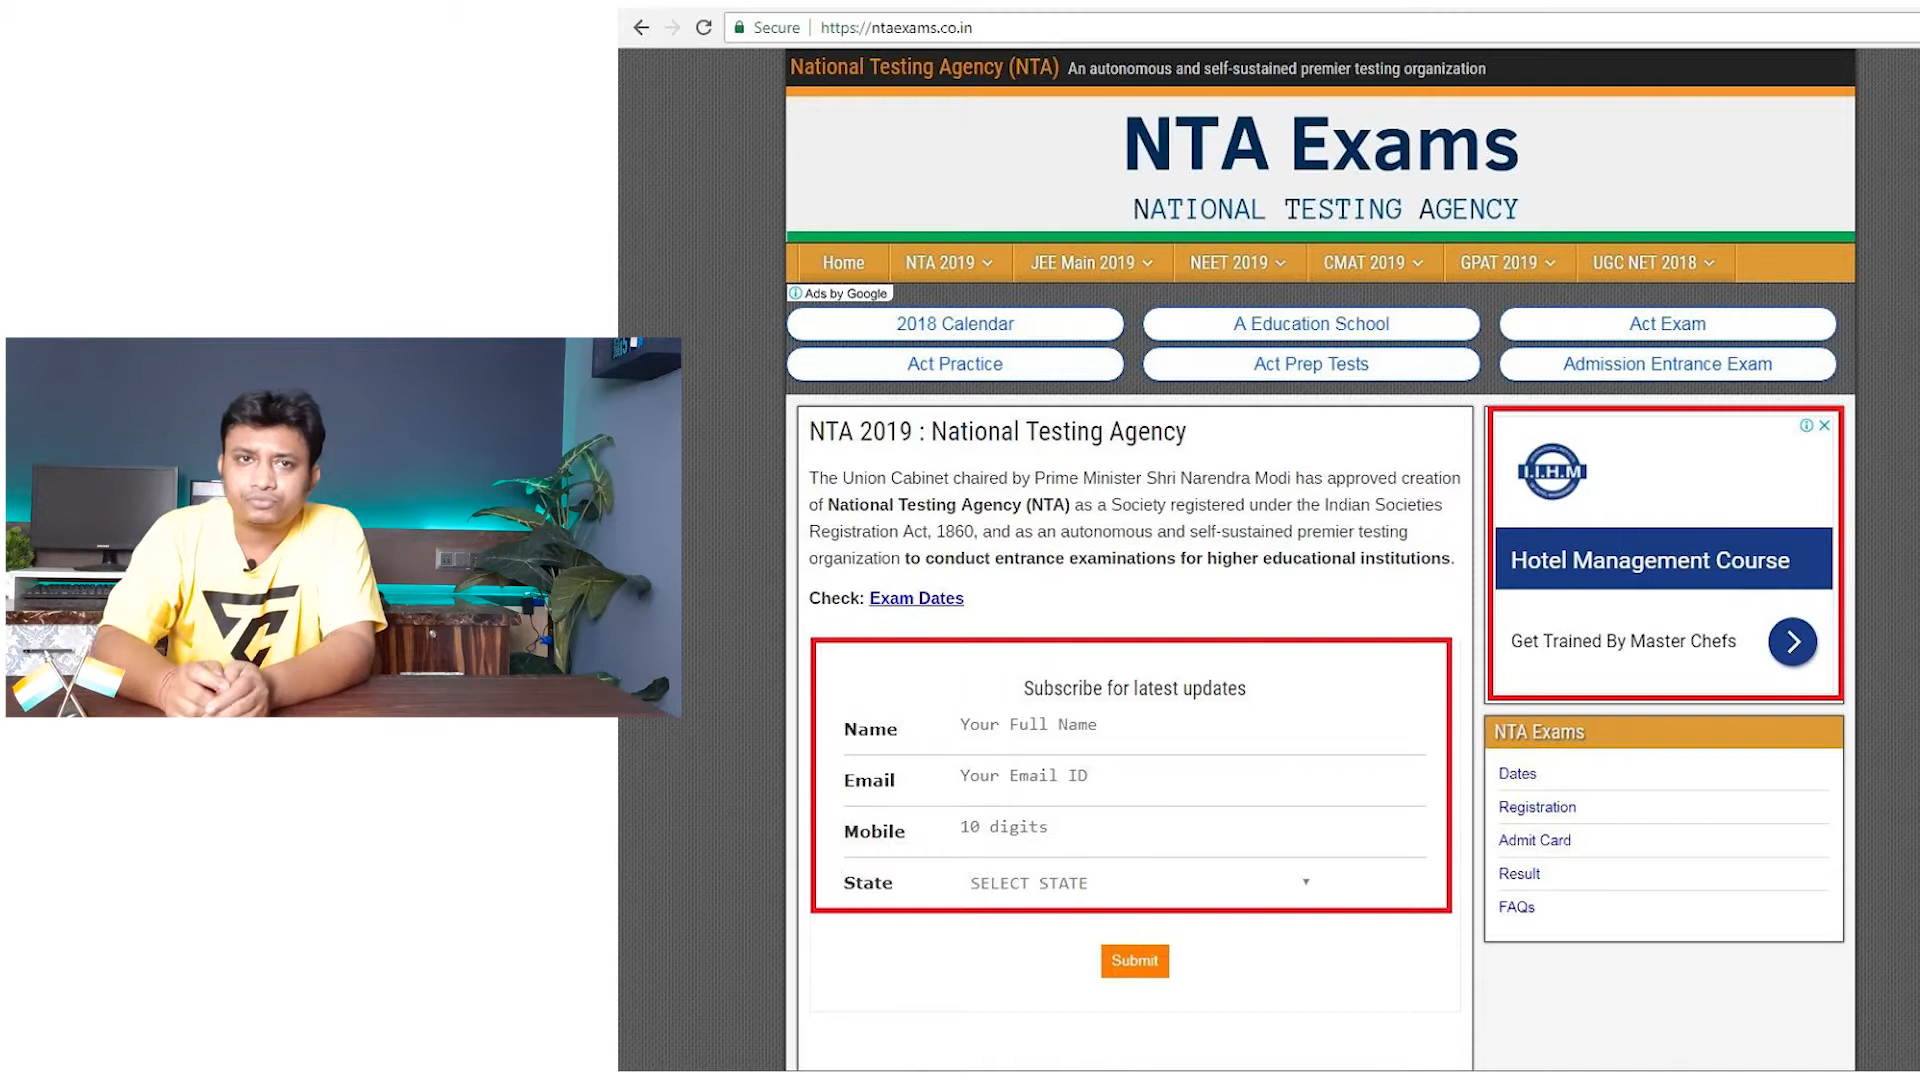 Secure
https://ntaexams.co.in
National Testing Agency (NTA) An autonomous and self-sustained premier testing organization
NTA Exams
NATIONAL TESTING AGENCY
Home NTA 2019 JEE Main 2019 NEET 2019 CMAT 2019 GPAT 2019 UGC NET 2018
Ads by Google
2018 Calendar A Education School Act Exam
Act Practice Act Prep Tests Admission Entrance Exam
NTA 2019 : National Testing Agency
The Union Cabinet chaired by Prime Minister Shri Narendra Modi has approved creation
of National Testing Agency (NTA) as a Society registered under the Indian Societies
Registration Act, 1860, and as an autonomous and self-sustained premier testing
organization to conduct entrance examinations for higher educational institutions.
Check: Exam Dates
Subscribe for latest updates
Name Your Full Name
Email Your Email ID
Mobile 10 digits
State SELECT STATE
Submit
I.I.H.M
Hotel Management Course
Get Trained By Master Chefs
NTA Exams
Dates
Registration
Admit Card
Result
FAQs